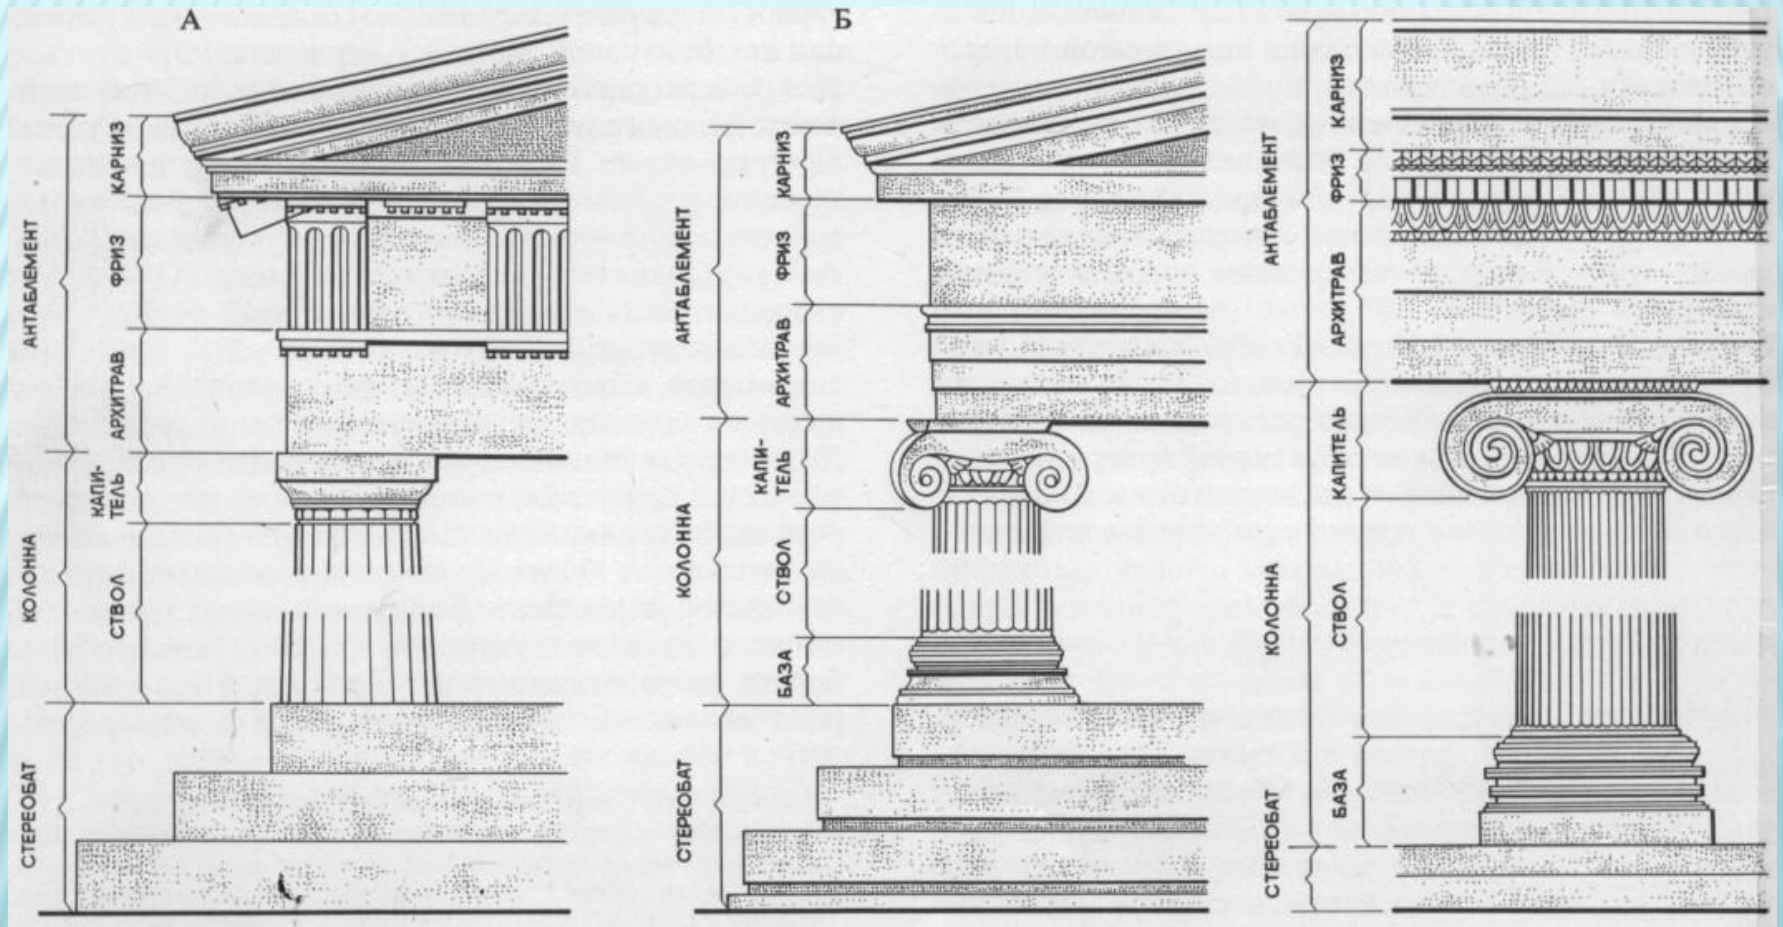 А
АНТАБЛЕМЕНТ
КОЛОННА
СТЕРЕОБАТ
КАРНИЗ
ФРИЗ
АРХИТРАВ
КАПИ-
ТЕЛЬ
СТВОЛ
Б
АНТАБЛЕМЕНТ
КОЛОННА
СТЕРЕОБАТ
КАРНИЗ
ФРИЗ
АРХИТРАВ
КАПИ-
ТЕЛЬ
СТВОЛ
БАЗА
АНТАБЛЕМЕНТ
КОЛОННА
СТЕРЕОБАТ
КАРНИЗ
ФРИЗ
АРХИТРАВ
КАПИТЕЛЬ
СТВОЛ
БАЗА